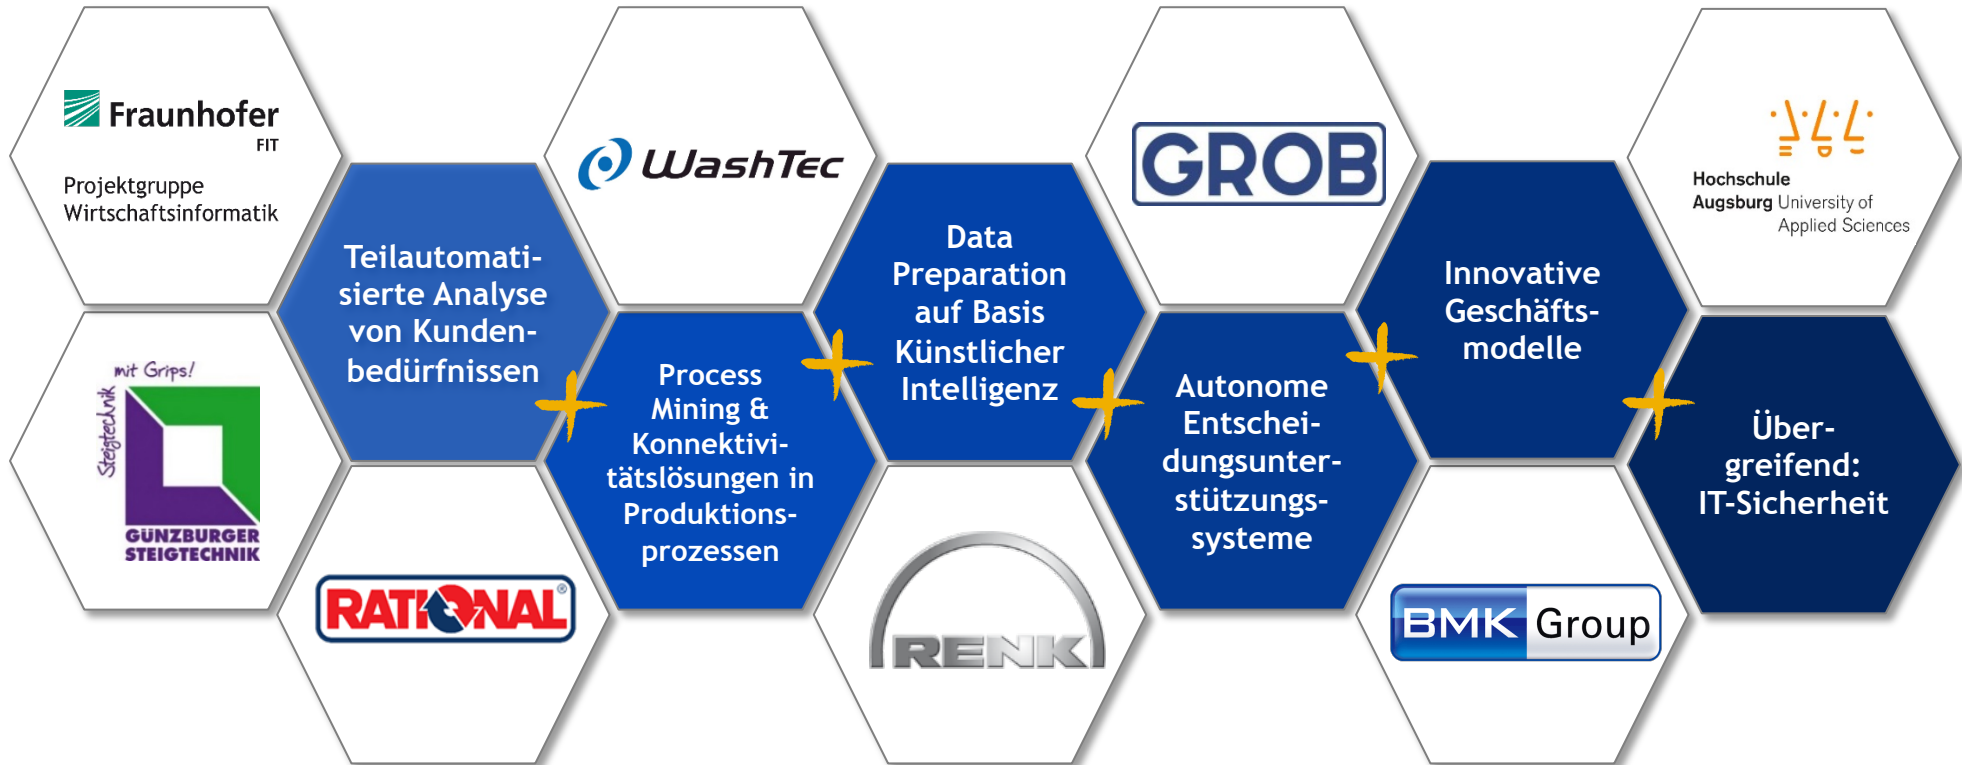 Fraunhofer
FIT
Projektgruppe
Wirtschaftsinformatik
mit Grips!
Steigtechnik
GÜNZBURGER
STEIGTECHNIK
Teilautomati-
sierte Analyse
von Kunden-
bedürfnissen
RATIONAL®
WashTec
Process
Mining &
Konnektivi-
tätslösungen in
Produktions-
prozessen
Data
Preparation
auf Basis
Künstlicher
Intelligenz
RENK
GROB
Autonome
Entschei-
dungsunter-
stützungs-
systeme
Innovative
Geschäfts-
modelle
BMK Group
Hochschule
Augsburg University of
Applied Sciences
Über-
greifend:
IT-Sicherheit